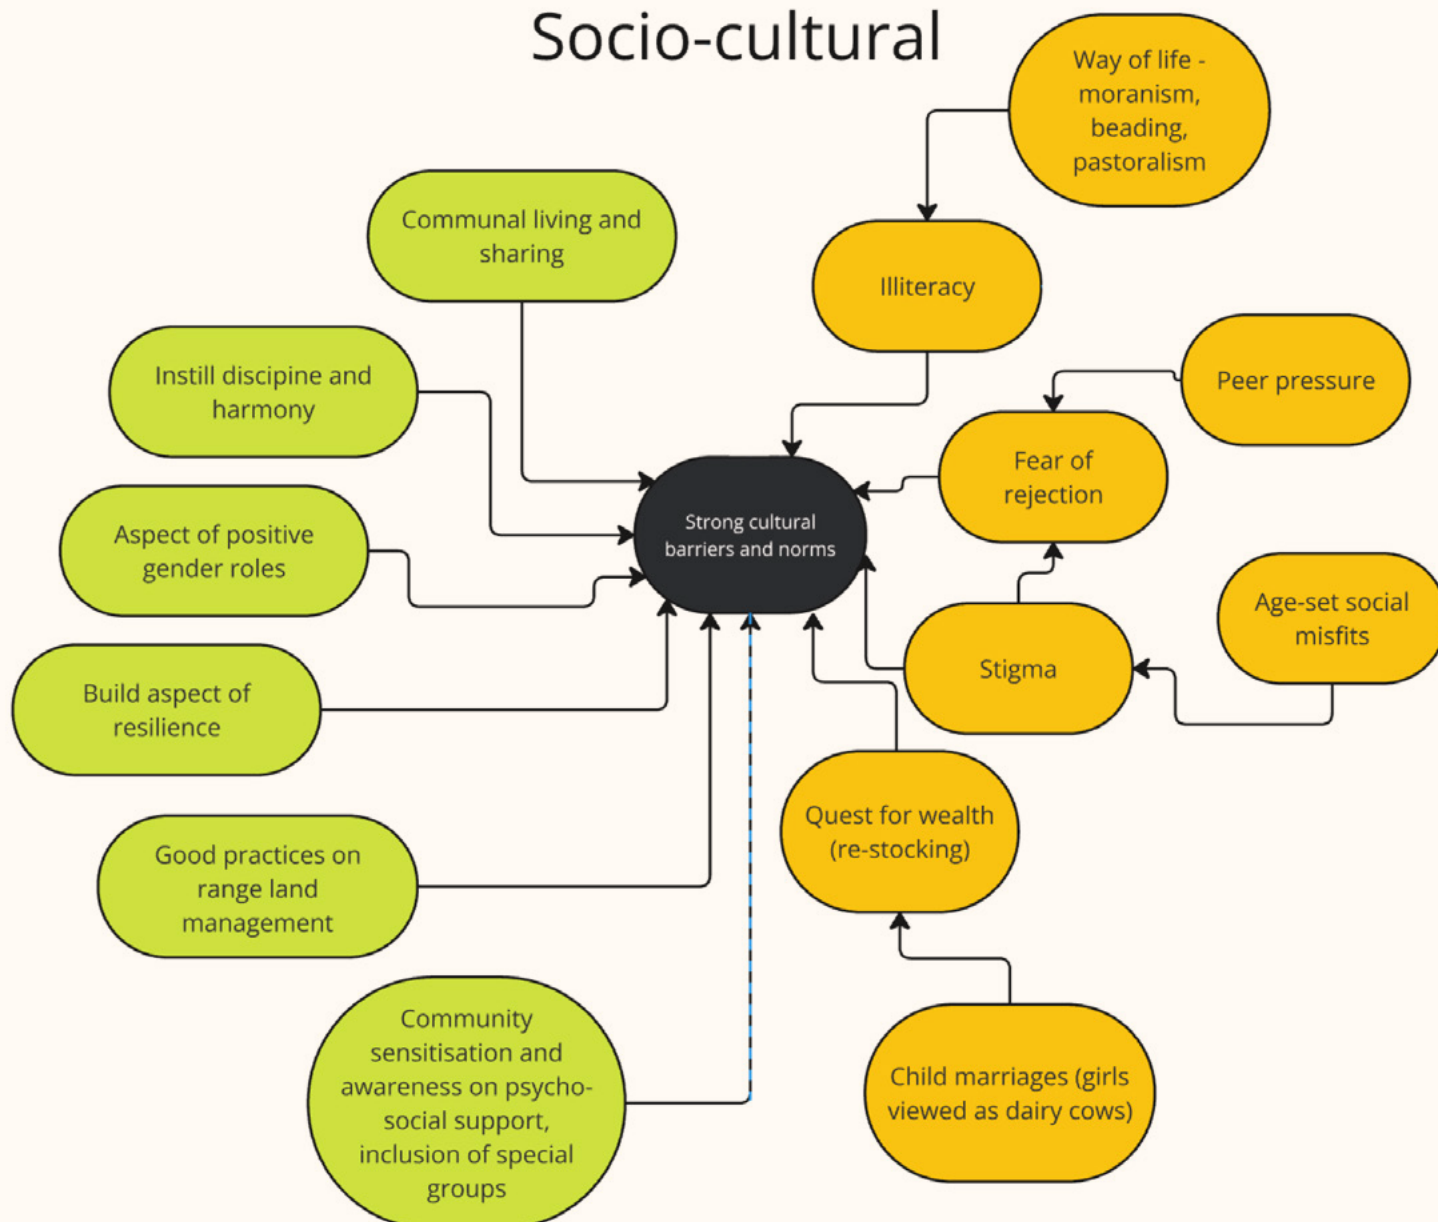 Socio-cultural
Way of life -
moranism,
beading,
pastoralism
Communal living and
sharing
Illiteracy
Instill discipine and
harmony
Peer pressure
Fear of
rejection
Strong cultural
barriers and norms
Aspect of positive
gender roles
Age-set social
misfits
Stigma
Build aspect of
resilience
Quest for wealth
(re-stocking)
Good practices on
range land
management
Community
sensitisation and
awareness on psycho-
social support,
inclusion of special
groups
Child marriages (girls
viewed as dairy cows)